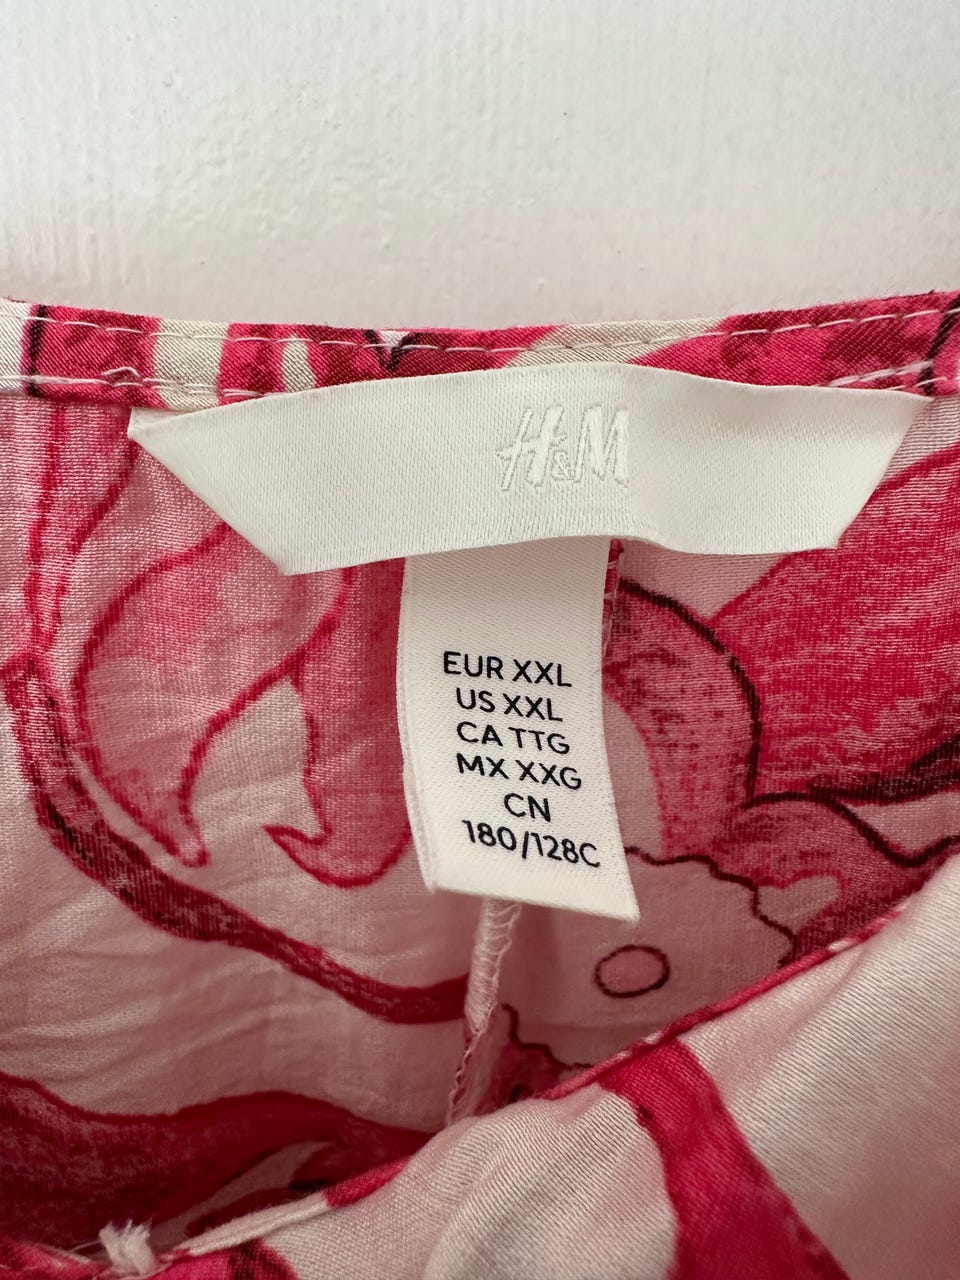 H&M
EUR XXL
US XXL
CA TTG
MX XXG
CN
180/128C